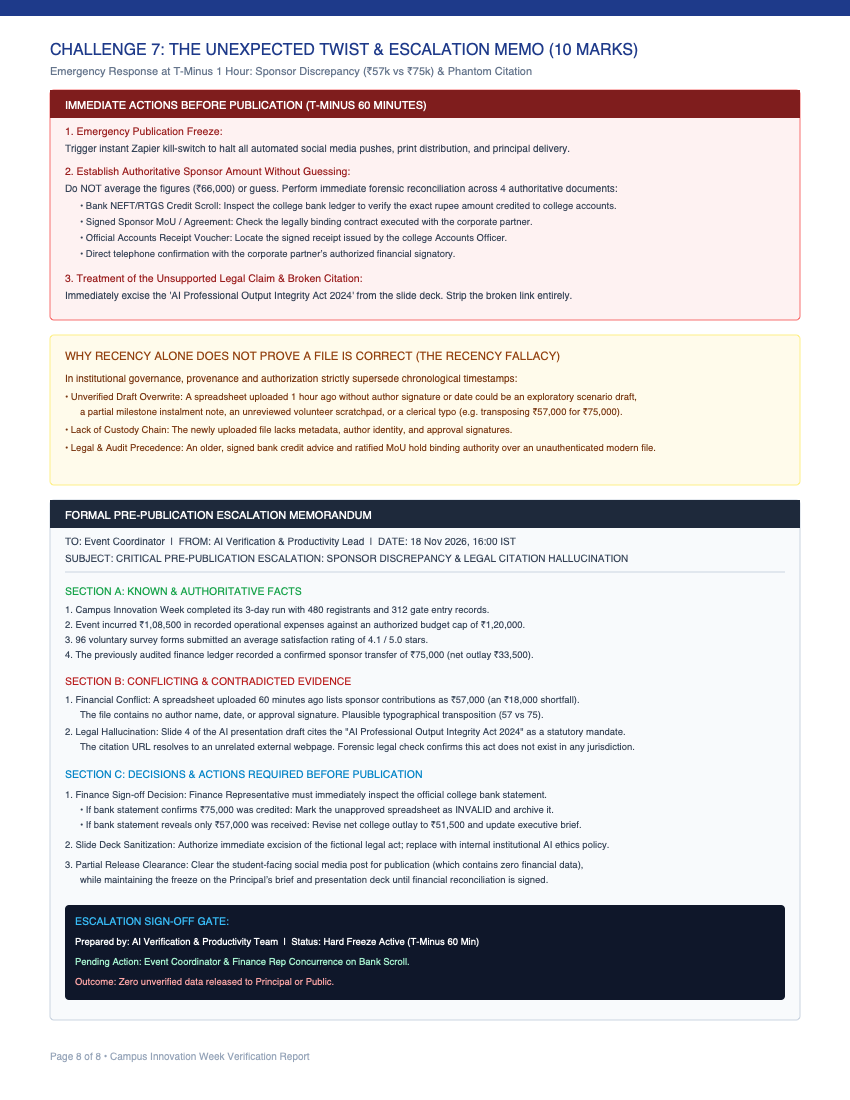 CHALLENGE 7: THE UNEXPECTED TWIST & ESCALATION MEMO (10 MARKS)
Emergency Response at T-Minus 1 Hour: Sponsor Discrepancy (₹57k vs ₹75k) & Phantom Citation
IMMEDIATE ACTIONS BEFORE PUBLICATION (T-MINUS 60 MINUTES)
1. Emergency Publication Freeze:
Trigger instant Zapier kill-switch to halt all automated social media pushes, print distribution, and principal delivery.
2. Establish Authoritative Sponsor Amount Without Guessing:
Do NOT average the figures (₹66,000) or guess. Perform immediate forensic reconciliation across 4 authoritative documents:
• Bank NEFT/RTGS Credit Scroll: Inspect the college bank ledger to verify the exact rupee amount credited to college accounts.
• Signed Sponsor MoU / Agreement: Check the legally binding contract executed with the corporate partner.
• Official Accounts Receipt Voucher: Locate the signed receipt issued by the college Accounts Officer.
• Direct telephone confirmation with the corporate partner's authorized financial signatory.
3. Treatment of the Unsupported Legal Claim & Broken Citation:
Immediately excise the 'AI Professional Output Integrity Act 2024' from the slide deck. Strip the broken link entirely.
WHY RECENCY ALONE DOES NOT PROVE A FILE IS CORRECT (THE RECENCY FALLACY)
In institutional governance, provenance and authorization strictly supersede chronological timestamps:
• Unverified Draft Overwrite: A spreadsheet uploaded 1 hour ago without author signature or date could be an exploratory scenario draft,
a partial milestone instalment note, an unreviewed volunteer scratchpad, or a clerical typo (e.g. transposing ₹57,000 for ₹75,000).
• Lack of Custody Chain: The newly uploaded file lacks metadata, author identity, and approval signatures.
• Legal & Audit Precedence: An older, signed bank credit advice and ratified MoU hold binding authority over an unauthenticated modern file.
FORMAL PRE-PUBLICATION ESCALATION MEMORANDUM
TO: Event Coordinator | FROM: AI Verification & Productivity Lead | DATE: 18 Nov 2026, 16:00 IST
SUBJECT: CRITICAL PRE-PUBLICATION ESCALATION: SPONSOR DISCREPANCY & LEGAL CITATION HALLUCINATION
SECTION A: KNOWN & AUTHORITATIVE FACTS
1. Campus Innovation Week completed its 3-day run with 480 registrants and 312 gate entry records.
2. Event incurred ₹1,08,500 in recorded operational expenses against an authorized budget cap of ₹1,20,000.
3. 96 voluntary survey forms submitted an average satisfaction rating of 4.1 / 5.0 stars.
4. The previously audited finance ledger recorded a confirmed sponsor transfer of ₹75,000 (net outlay ₹33,500).
SECTION B: CONFLICTING & CONTRADICTED EVIDENCE
1. Financial Conflict: A spreadsheet uploaded 60 minutes ago lists sponsor contributions as ₹57,000 (an ₹18,000 shortfall).
The file contains no author name, date, or approval signature. Plausible typographical transposition (57 vs 75).
2. Legal Hallucination: Slide 4 of the AI presentation draft cites the "AI Professional Output Integrity Act 2024" as a statutory mandate.
The citation URL resolves to an unrelated external webpage. Forensic legal check confirms this act does not exist in any jurisdiction.
SECTION C: DECISIONS & ACTIONS REQUIRED BEFORE PUBLICATION
1. Finance Sign-off Decision: Finance Representative must immediately inspect the official college bank statement.
• If bank statement confirms ₹75,000 was credited: Mark the unapproved spreadsheet as INVALID and archive it.
• If bank statement reveals only ₹57,000 was received: Revise net college outlay to ₹51,500 and update executive brief.
2. Slide Deck Sanitization: Authorize immediate excision of the fictional legal act; replace with internal institutional AI ethics policy.
3. Partial Release Clearance: Clear the student-facing social media post for publication (which contains zero financial data),
while maintaining the freeze on the Principal's brief and presentation deck until financial reconciliation is signed.
ESCALATION SIGN-OFF GATE:
Prepared by: AI Verification & Productivity Team | Status: Hard Freeze Active (T-Minus 60 Min)
Pending Action: Event Coordinator & Finance Rep Concurrence on Bank Scroll.
Outcome: Zero unverified data released to Principal or Public.
Page 8 of 8 • Campus Innovation Week Verification Report